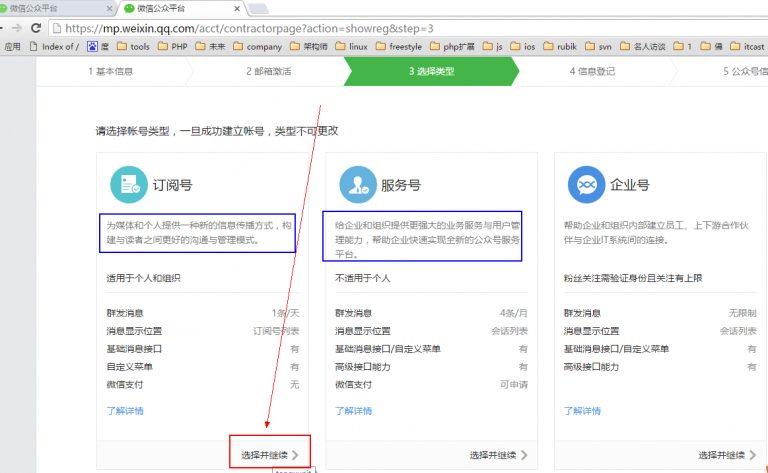 微信公众平台
微信公众平台
https://mp.weixin.qq.com/acct/contractorpage?action=showreg&step=3
应用 Index of / 度 tools PHP 未来 company 架构师 linux freestyle php扩展 js ios rubik svn 名人访谈 1 佛 itcast
1 基本信息 2 邮箱激活 3 选择类型 4 信息登记 5 公众号信
请选择帐号类型，一旦成功建立帐号，类型不可更改
订阅号
为媒体和个人提供一种新的信息传播方式，构
建与读者之间更好的沟通与管理模式。
适用于个人和组织
群发消息 1条/天
消息显示位置 订阅号列表
基础消息接口 有
自定义菜单 有
微信支付 无
了解详情
选择并继续
服务号
给企业和组织提供更强大的业务服务与用户管
理能力，帮助企业快速实现全新的公众号服务
平台。
不适用于个人
群发消息 4条/月
消息显示位置 会话列表
基础消息接口/自定义菜单 有
高级接口能力 有
微信支付 可申请
了解详情
选择并继续
企业号
帮助企业和组织内部建立员工、上下游合作伙
伴与企业IT系统间的连接。
粉丝关注需验证身份且关注有上限
群发消息 无限制
消息显示位置 会话列表
基础消息接口/自定义菜单 有
高级接口能力 有
了解详情
选择并继续